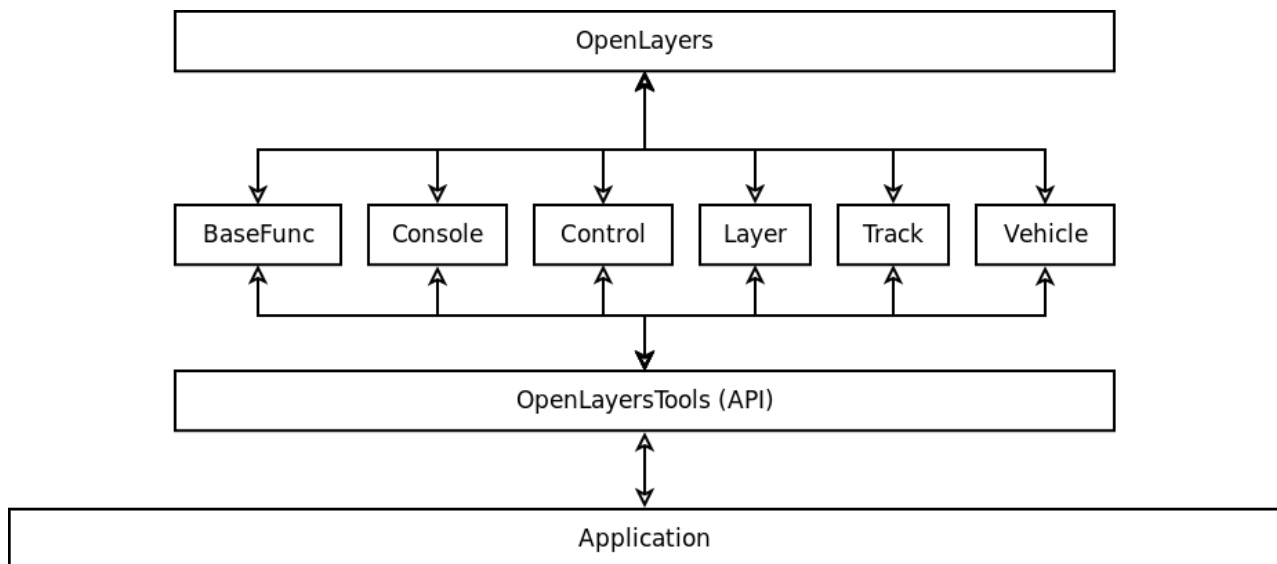 OpenLayers
BaseFunc Console Control Layer Track Vehicle
OpenLayersTools (API)
Application